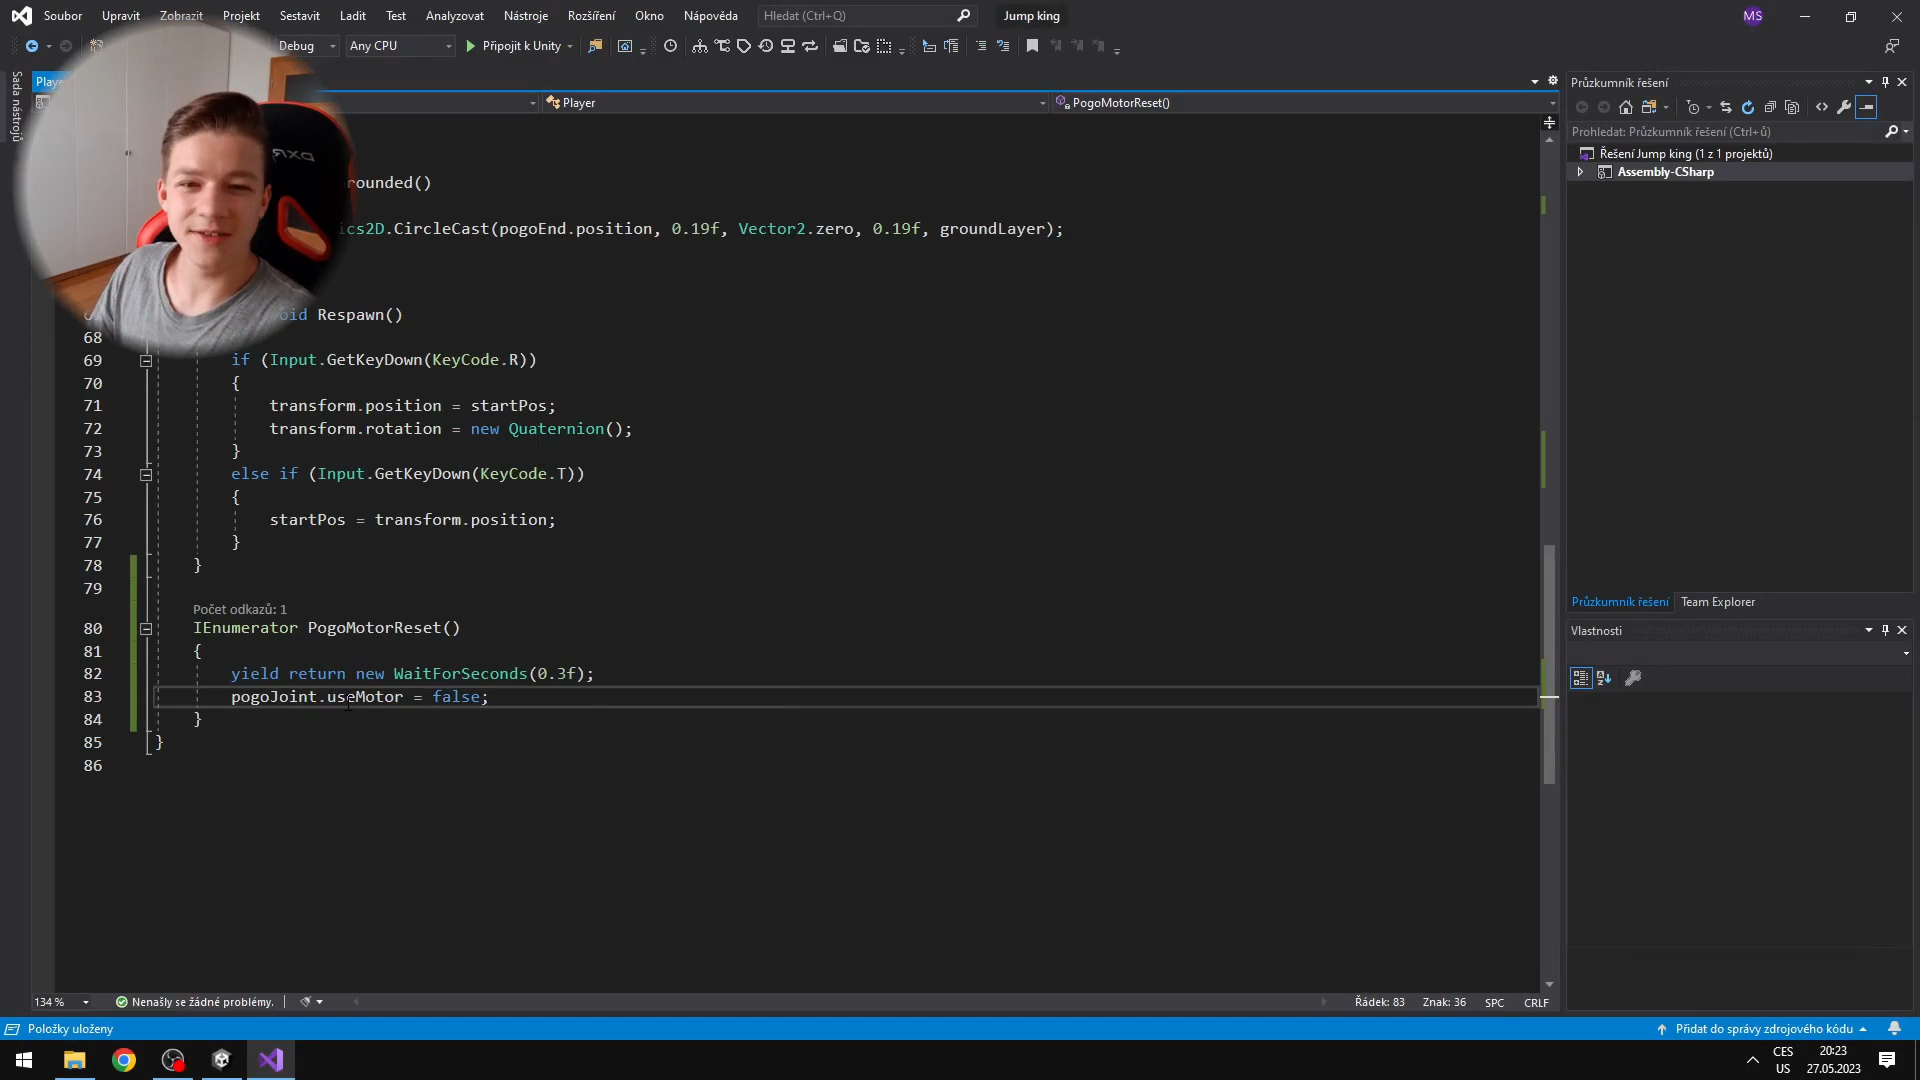 Soubor Upravit Zobrazit Projekt Sestavit Ladit Test Analyzovat Nástroje Rozšíření Okno Nápověda Hledat (Ctrl+Q) Jump king MS
Debug Any CPU Připojit k Unity
Sada nástrojů
Player PogoMotorReset()
rounded()
ics2D.CircleCast(pogoEnd.position, 0.19f, Vector2.zero, 0.19f, groundLayer);
oid Respawn()
68
69 if (Input.GetKeyDown(KeyCode.R))
70 {
71 transform.position = startPos;
72 transform.rotation = new Quaternion();
73 }
74 else if (Input.GetKeyDown(KeyCode.T))
75 {
76 startPos = transform.position;
77 }
78 }
79
Počet odkazů: 1
80 IEnumerator PogoMotorReset()
81 {
82 yield return new WaitForSeconds(0.3f);
83 pogoJoint.useMotor = false;
84 }
85 }
86
134 % Nenašly se žádné problémy. Řádek: 83 Znak: 36 SPC CRLF
Průzkumník řešení
Prohledat: Průzkumník řešení (Ctrl+ů)
Řešení Jump king (1 z 1 projektů)
Assembly-CSharp
Průzkumník řešení Team Explorer
Vlastnosti
Položky uloženy Přidat do správy zdrojového kódu
CES
US
20:23
27.05.2023